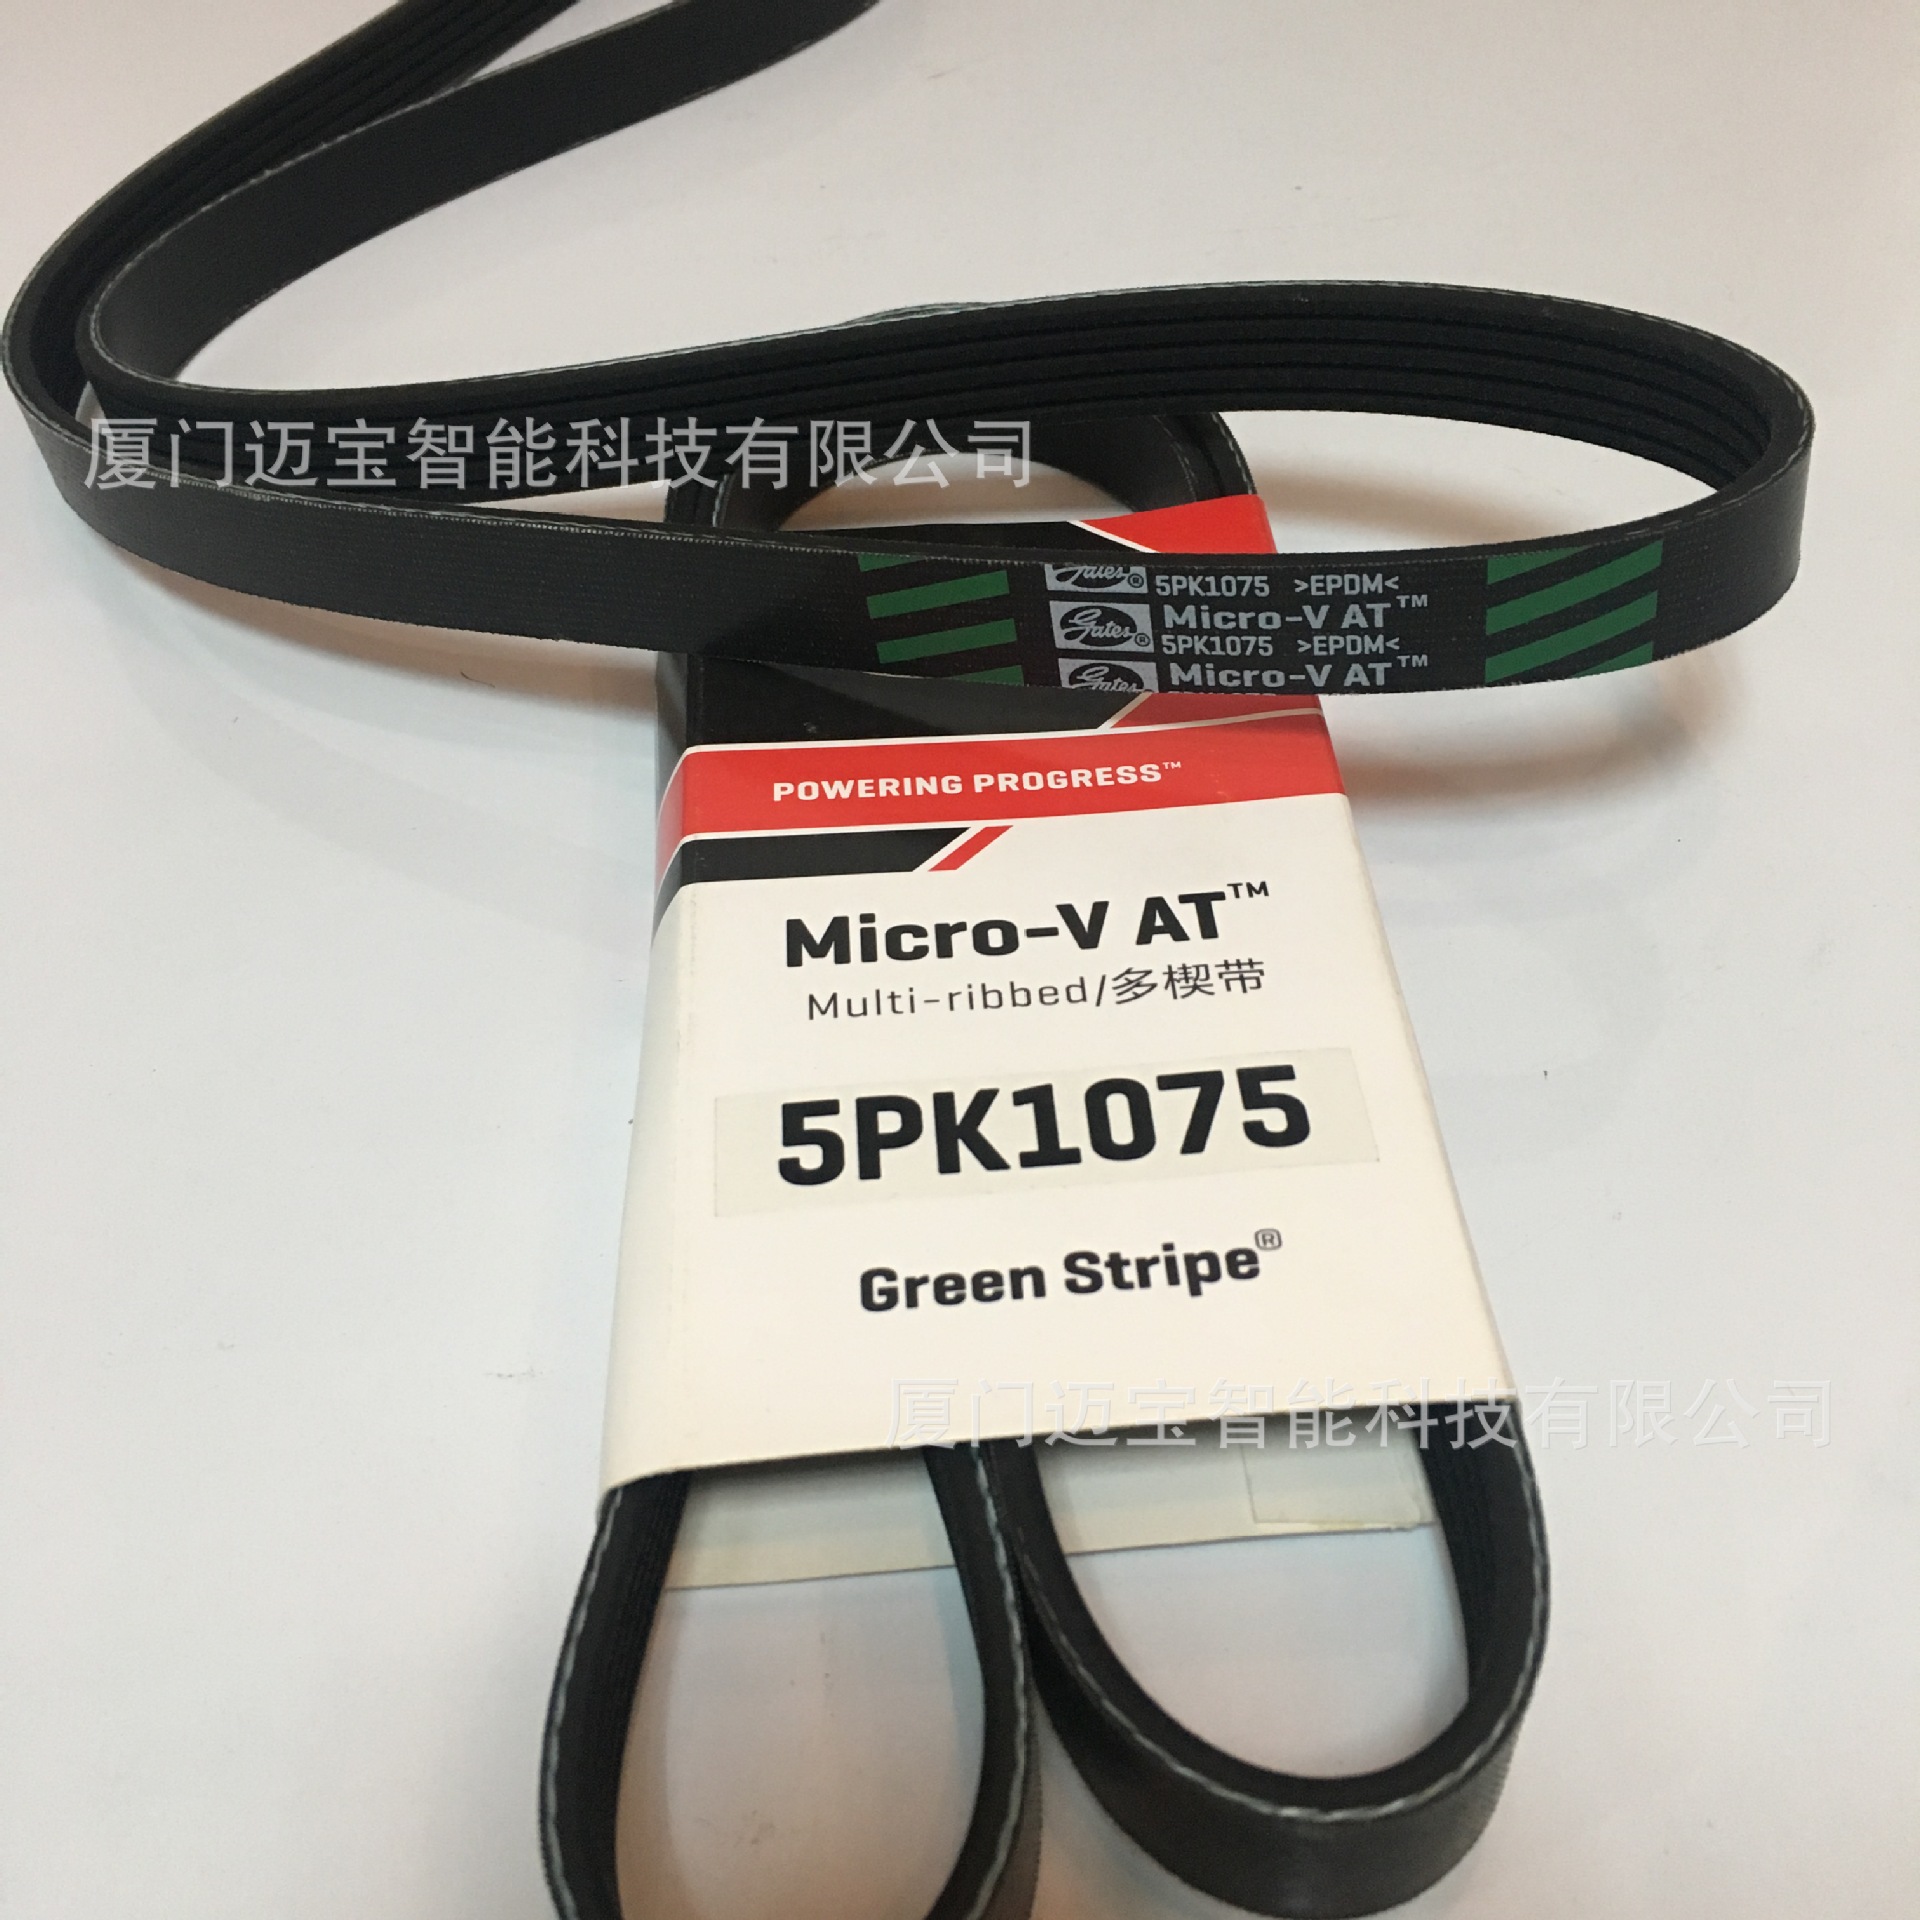 厦门迈宝智能科技有限公司
Gates® 5PK1075 >EPDM<
Gates® Micro-V AT™
5PK1075 >EPDM<
Gates Micro-V AT™
POWERING PROGRESS™
Micro-V AT™
Multi-ribbed/多楔带
5PK1075
Green Stripe®
厦门迈宝智能科技有限公司